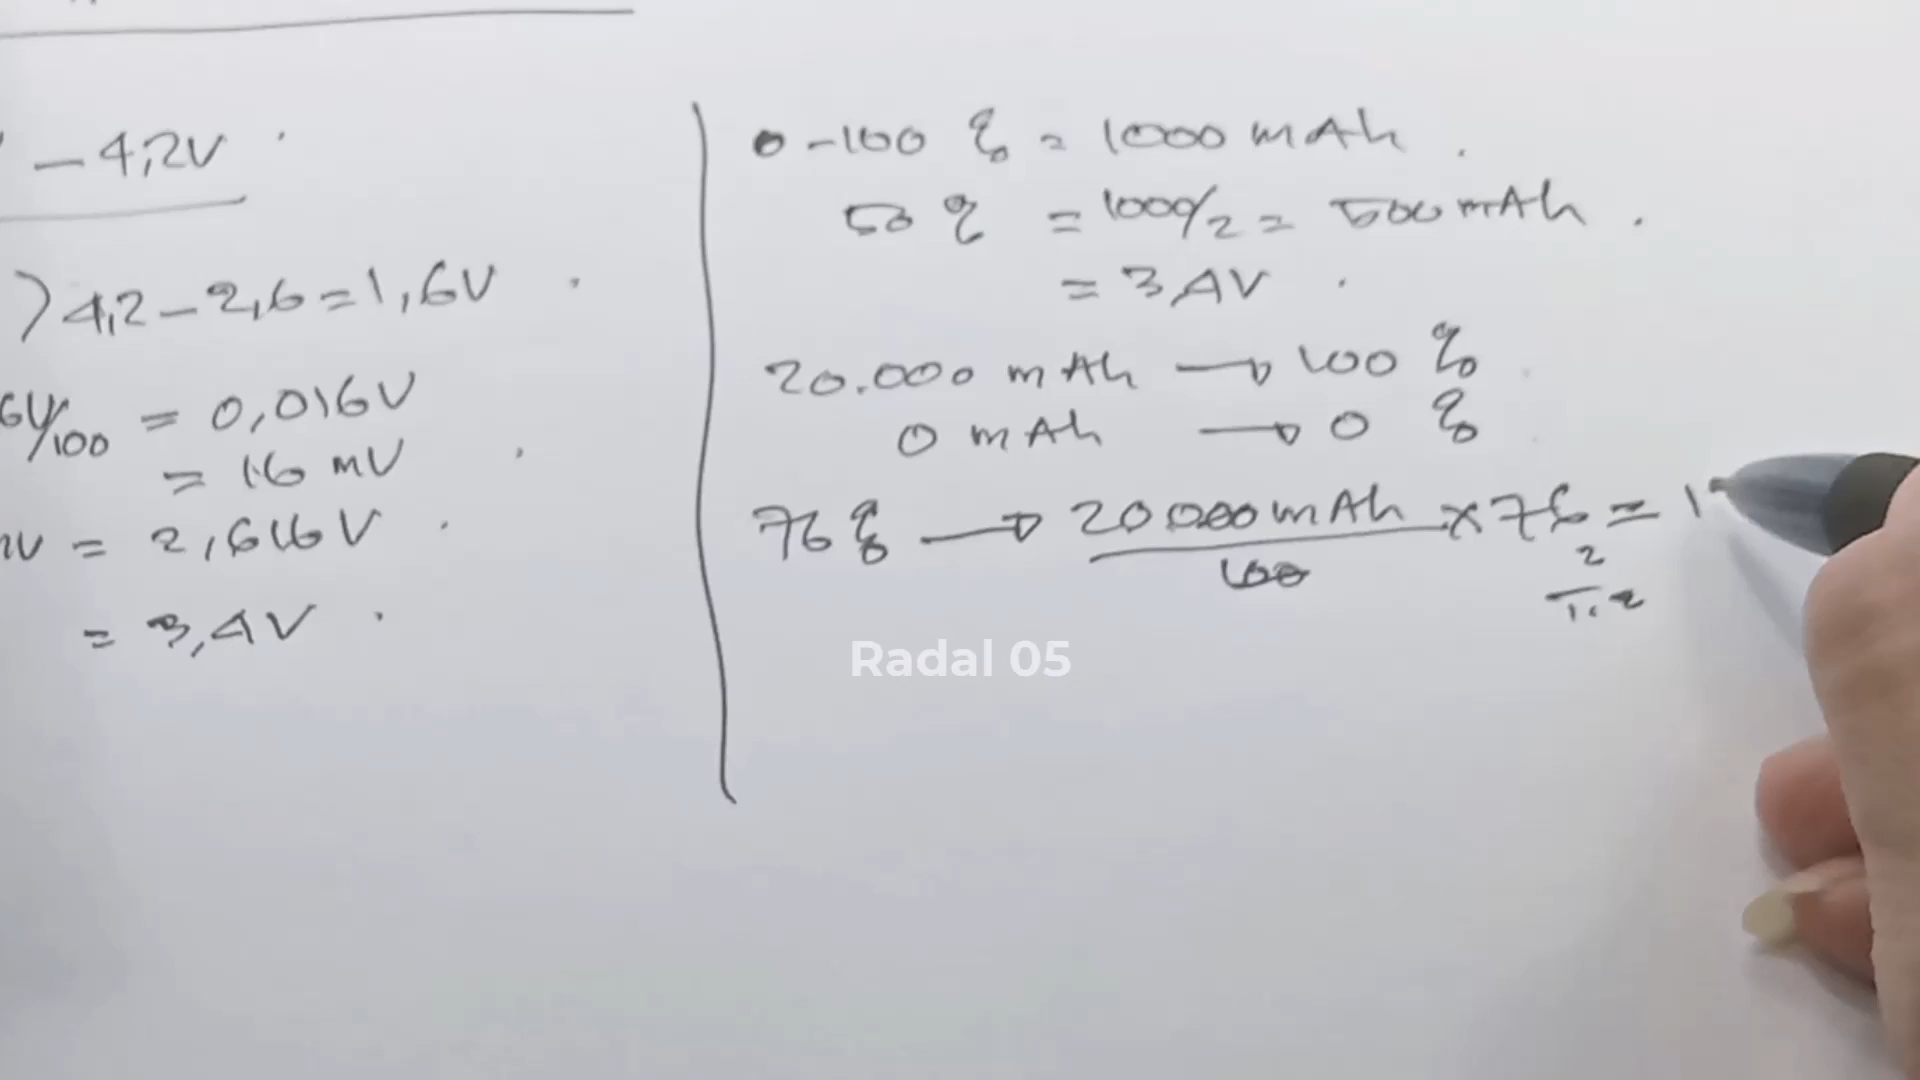 – 4,2V
) 4,2 – 2,6 = 1,6V
6V/100 = 0,016V
= 16 mV
= 2,616V
= 3,4V
0 – 100 % = 1000 mAh
50 % = 1000/2 = 500 mAh
= 3,4V
20.000 mAh → 100 %
0 mAh → 0 %
76 % → 20000 mAh × 76 = 1
100
2
Radal 05